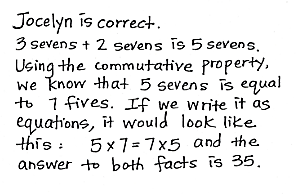 Jocelyn is correct.
3 sevens + 2 sevens is 5 sevens.
Using the commutative property,
we know that 5 sevens is equal
to 7 fives. If we write it as
equations, it would look like
this: 5 x 7 = 7 x 5 and the
answer to both facts is 35.